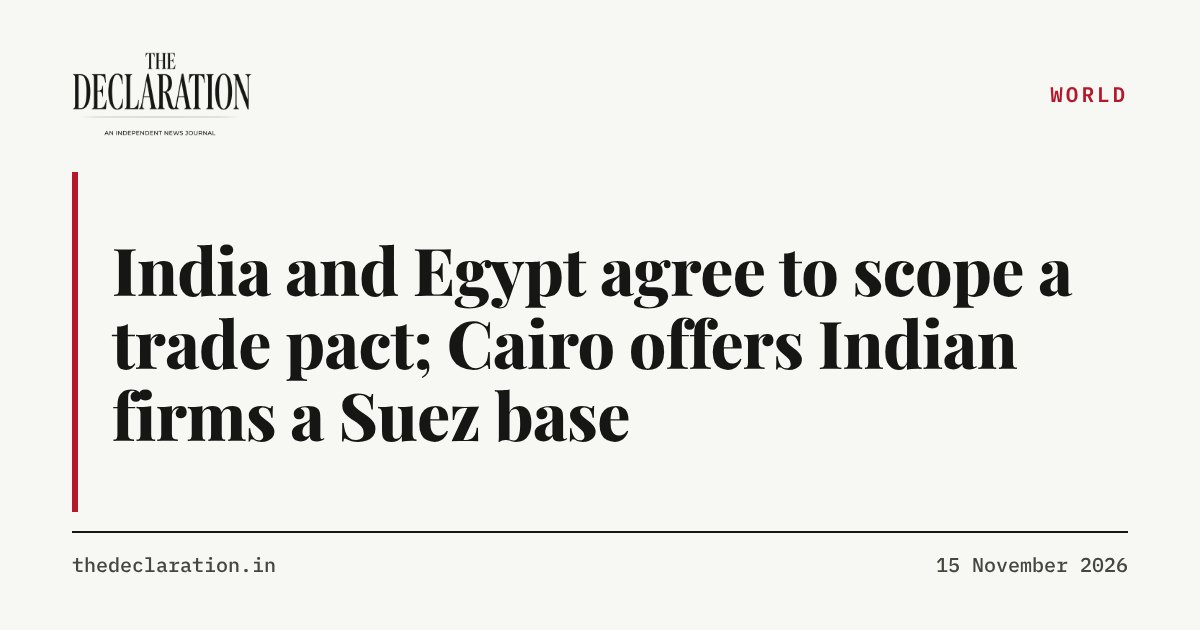 THE
DECLARATION
AN INDEPENDENT NEWS JOURNAL
WORLD
India and Egypt agree to scope a
trade pact; Cairo offers Indian
firms a Suez base
thedeclaration.in
15 November 2026